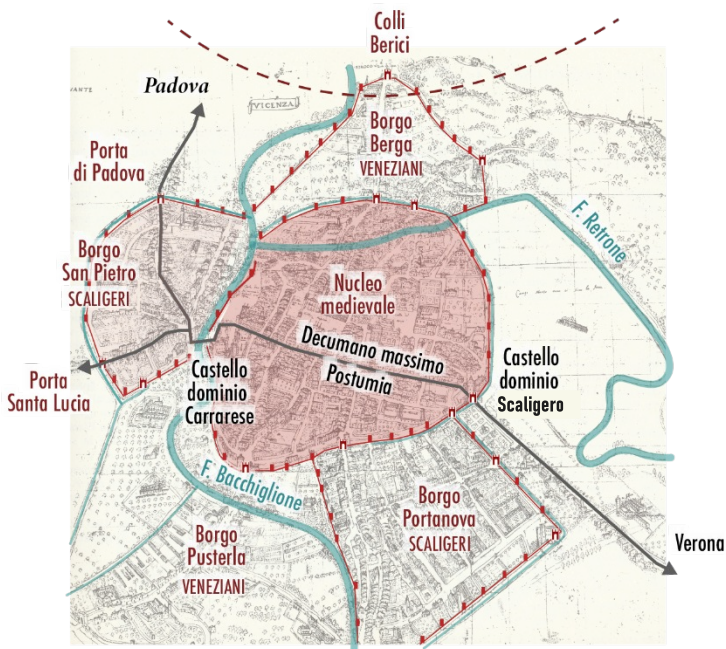 Colli
Berici
VANTE
Padova
VICENZA
Borgo
Berga
VENEZIANI
Porta
di Padova
F. Retrone
Borgo
San Pietro
SCALIGERI
Nucleo
medievale
Decumano massimo
Postumia
Castello
dominio
Scaligero
Porta
Santa Lucia
Castello
dominio
Carrarese
F. Bacchiglione
Borgo
Portanova
SCALIGERI
Borgo
Pusterla
VENEZIANI
Verona